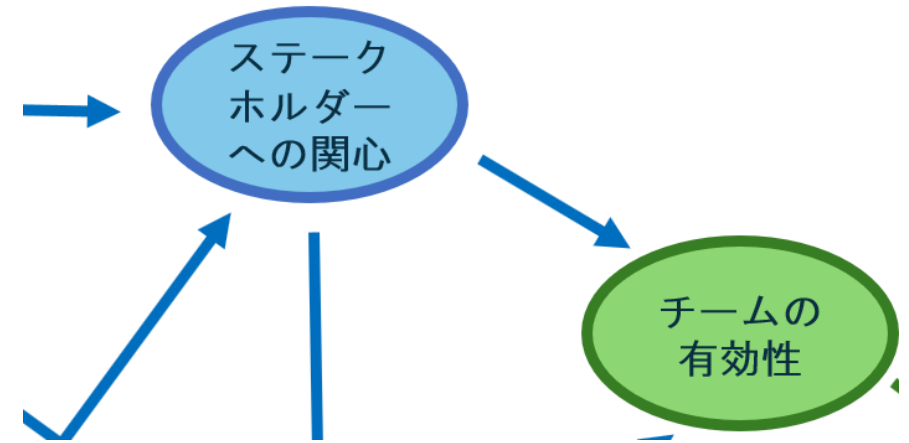 ステーク
ホルダー
への関心
チームの
有効性